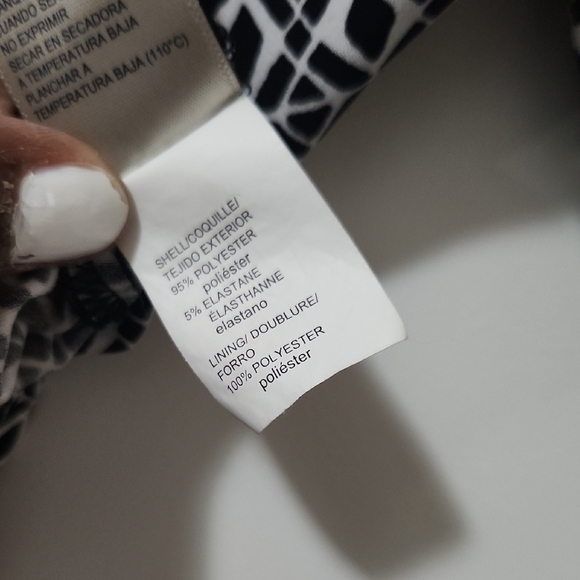 UANDO SER
NO EXPRIMIR
SECAR EN SECADORA
A TEMPERATURA BAJA
PLANCHAR A
TEMPERATURA BAJA (110°C)
SHELL/COQUILLE/
TEJIDO EXTERIOR
95% POLYESTER
poliéster
5% ELASTANE
ÉLASTHANNE
elastano
LINING/ DOUBLURE/
FORRO
100% POLYESTER
poliéster